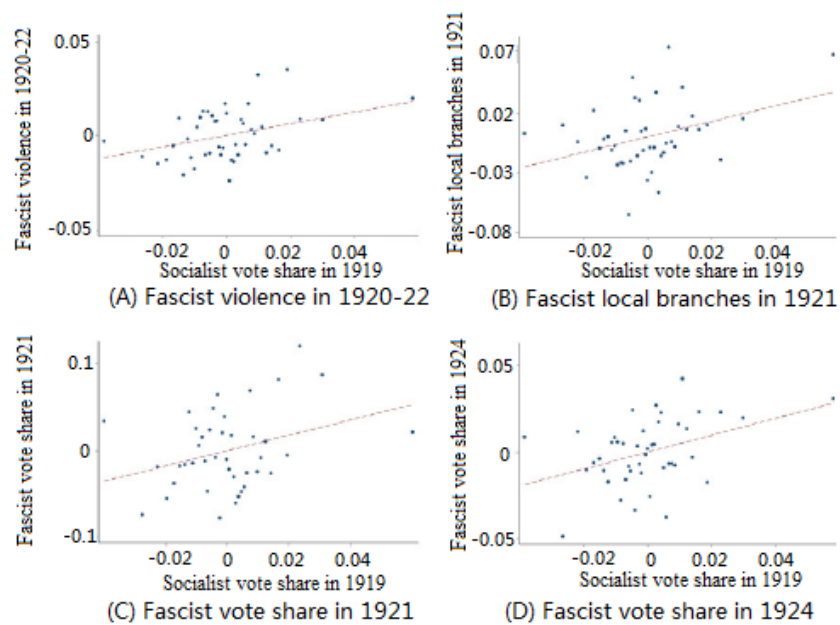 Fascist violence in 1920-22
0.05
0
-0.05
-0.02
0
0.02
0.04
Socialist vote share in 1919
(A) Fascist violence in 1920-22
Fascist local branches in 1921
0.07
0.02
-0.03
-0.08
-0.02
0
0.02
0.04
Socialist vote share in 1919
(B) Fascist local branches in 1921
Fascist vote share in 1921
0.1
0
-0.1
-0.02
0
0.02
0.04
Socialist vote share in 1919
(C) Fascist vote share in 1921
Fascist vote share in 1924
0.05
0
-0.05
-0.02
0
0.02
0.04
Socialist vote share in 1919
(D) Fascist vote share in 1924